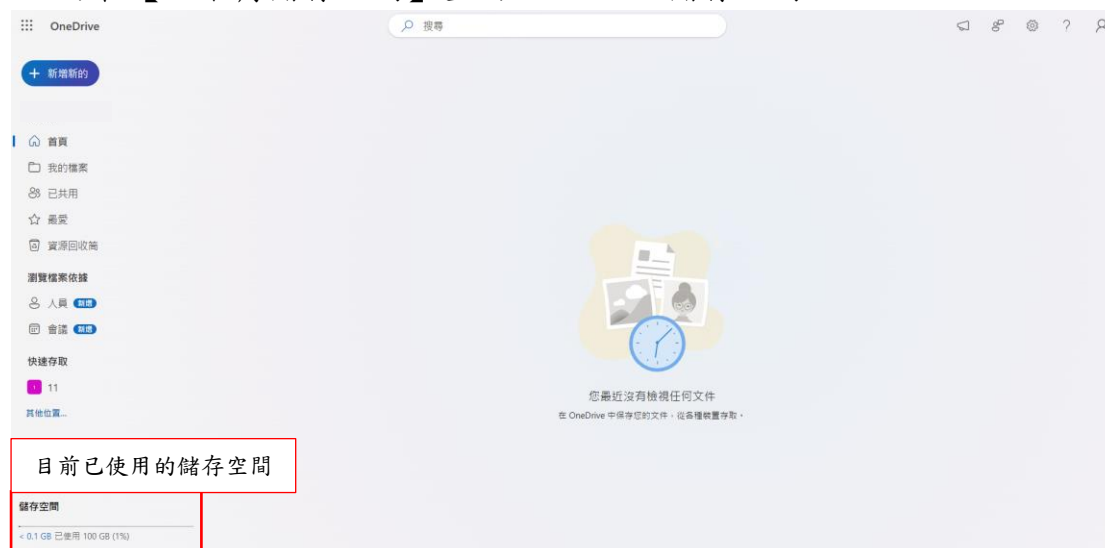 OneDrive
搜尋
新增新的
首頁
我的檔案
已共用
最愛
資源回收筒
瀏覽檔案依據
人員 新增
會議 新增
快速存取
11
其他位置...
您最近沒有檢視任何文件
在 OneDrive 中保存您的文件，從各種裝置存取。
目前已使用的儲存空間
儲存空間
< 0.1 GB 已使用 100 GB (1%)